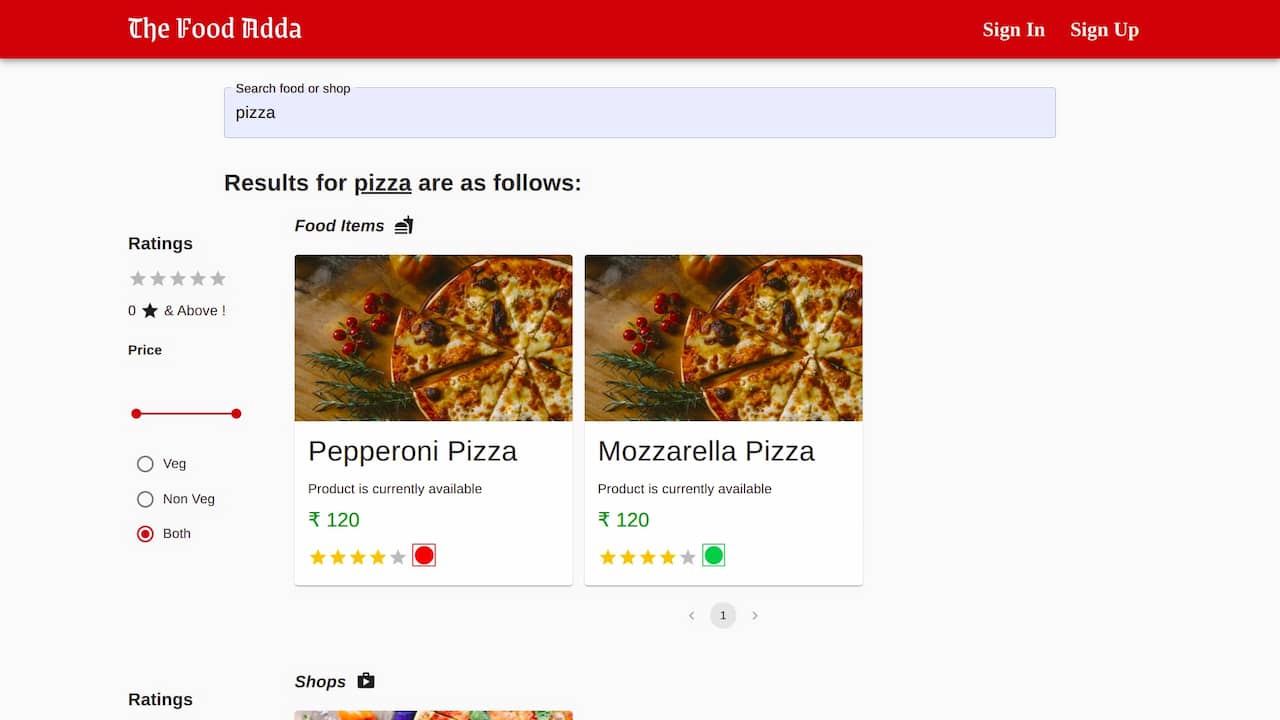 The Food Adda
Sign In Sign Up
Search food or shop
pizza
Results for pizza are as follows:
Ratings
0 & Above !
Price
Veg
Non Veg
Both
Food Items
Pepperoni Pizza
Product is currently available
₹ 120
Mozzarella Pizza
Product is currently available
₹ 120
1
Ratings
Shops